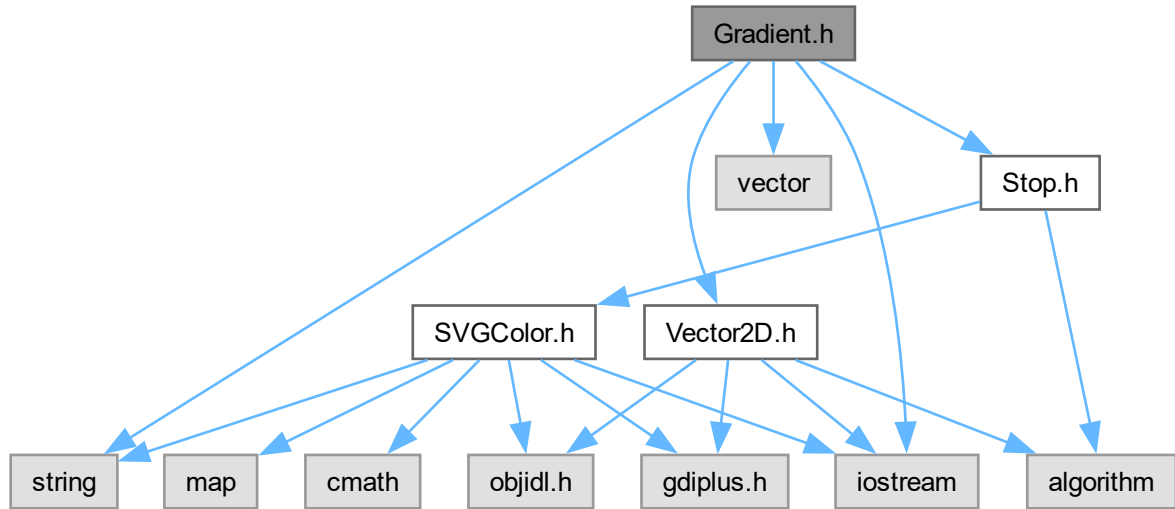 Gradient.h
vector
Stop.h
SVGColor.h
Vector2D.h
string
map
cmath
objidl.h
gdiplus.h
iostream
algorithm